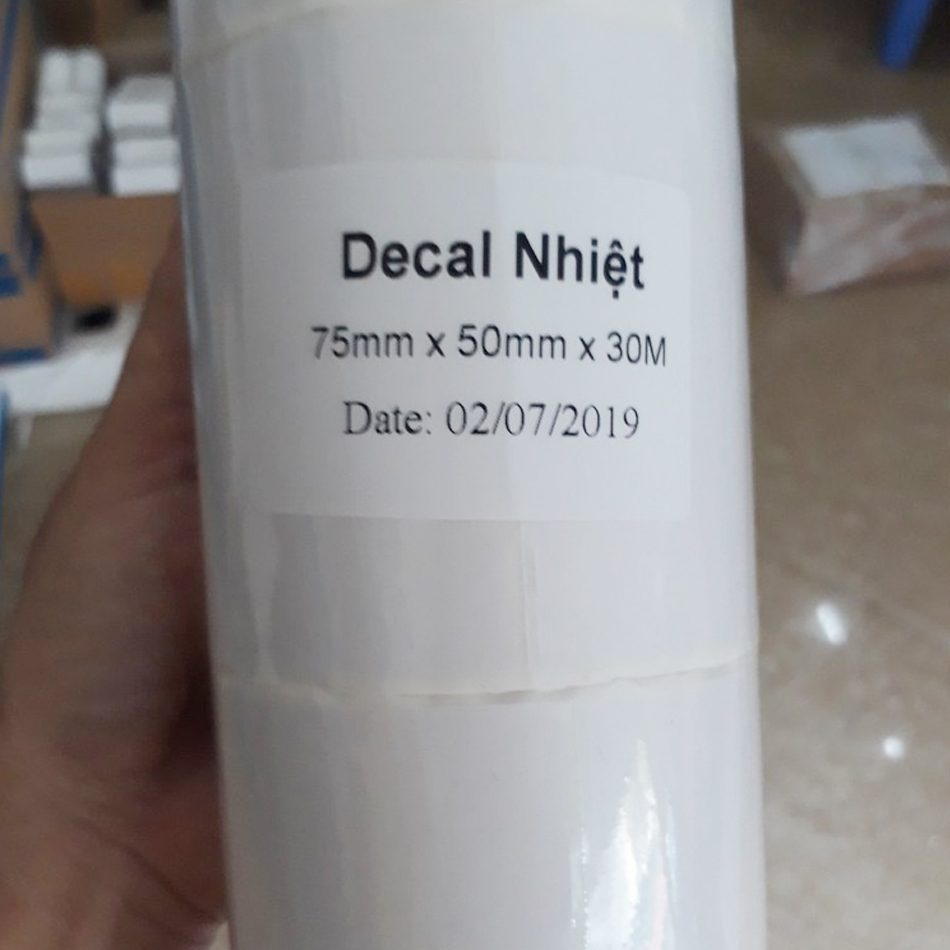 Decal Nhiệt
75mm x 50mm x 30M
Date: 02/07/2019